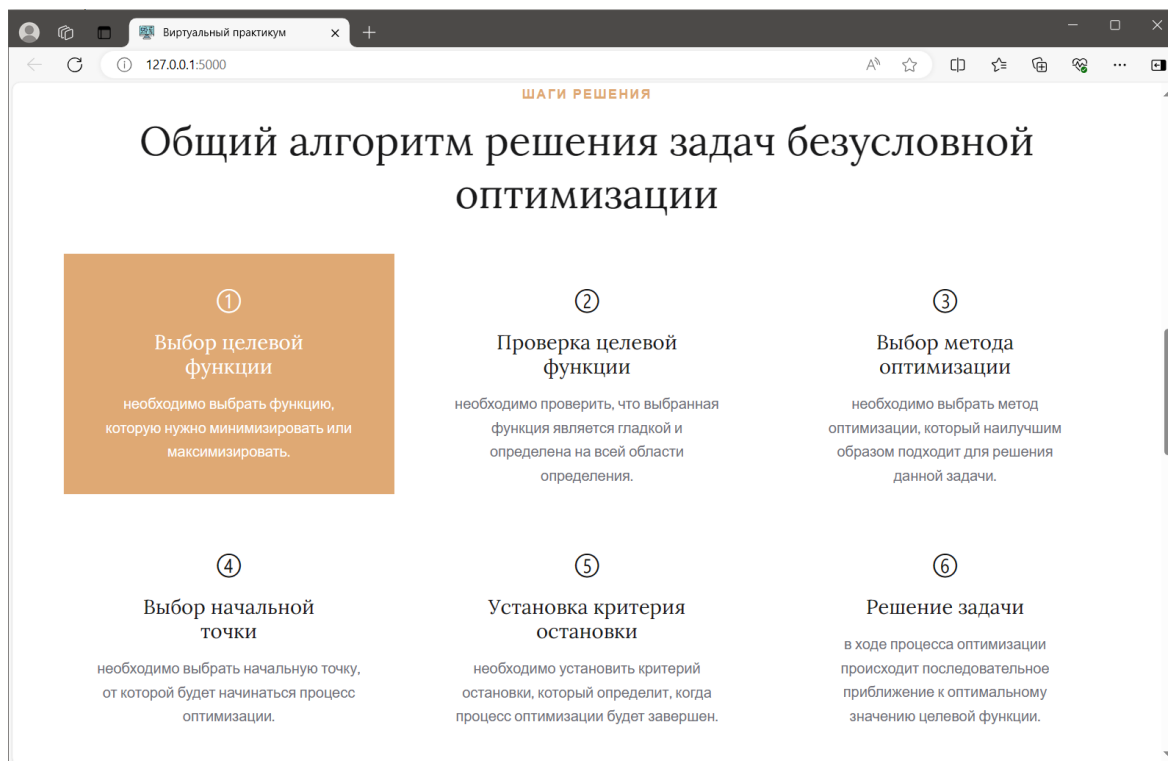 Виртуальный практикум
127.0.0.1:5000
ШАГИ РЕШЕНИЯ
Общий алгоритм решения задач безусловной
оптимизации
1
Выбор целевой
функции
необходимо выбрать функцию,
которую нужно минимизировать или
максимизировать.
2
Проверка целевой
функции
необходимо проверить, что выбранная
функция является гладкой и
определена на всей области
определения.
3
Выбор метода
оптимизации
необходимо выбрать метод
оптимизации, который наилучшим
образом подходит для решения
данной задачи.
4
Выбор начальной
точки
необходимо выбрать начальную точку,
от которой будет начинаться процесс
оптимизации.
5
Установка критерия
остановки
необходимо установить критерий
остановки, который определит, когда
процесс оптимизации будет завершен.
6
Решение задачи
в ходе процесса оптимизации
происходит последовательное
приближение к оптимальному
значению целевой функции.